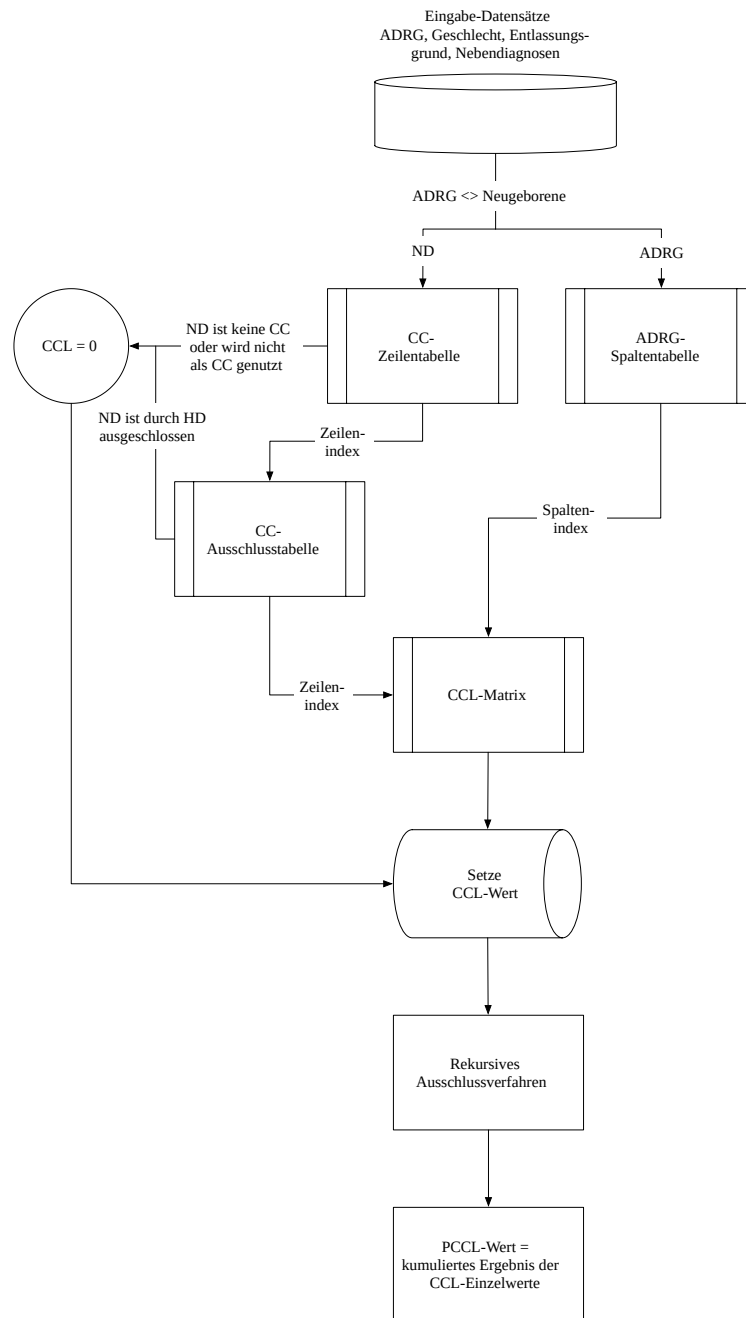 Eingabe-Datensätze
ADRG, Geschlecht, Entlassungs-
grund, Nebendiagnosen
ADRG <> Neugeborene
ND
ADRG
CCL = 0
ND ist keine CC
oder wird nicht
als CC genutzt
CC-
Zeilentabelle
ADRG-
Spaltentabelle
ND ist durch HD
ausgeschlossen
Zeilen-
index
CC-
Ausschlusstabelle
Spalten-
index
Zeilen-
index
CCL-Matrix
Setze
CCL-Wert
Rekursives
Ausschlussverfahren
PCCL-Wert =
kumuliertes Ergebnis der
CCL-Einzelwerte